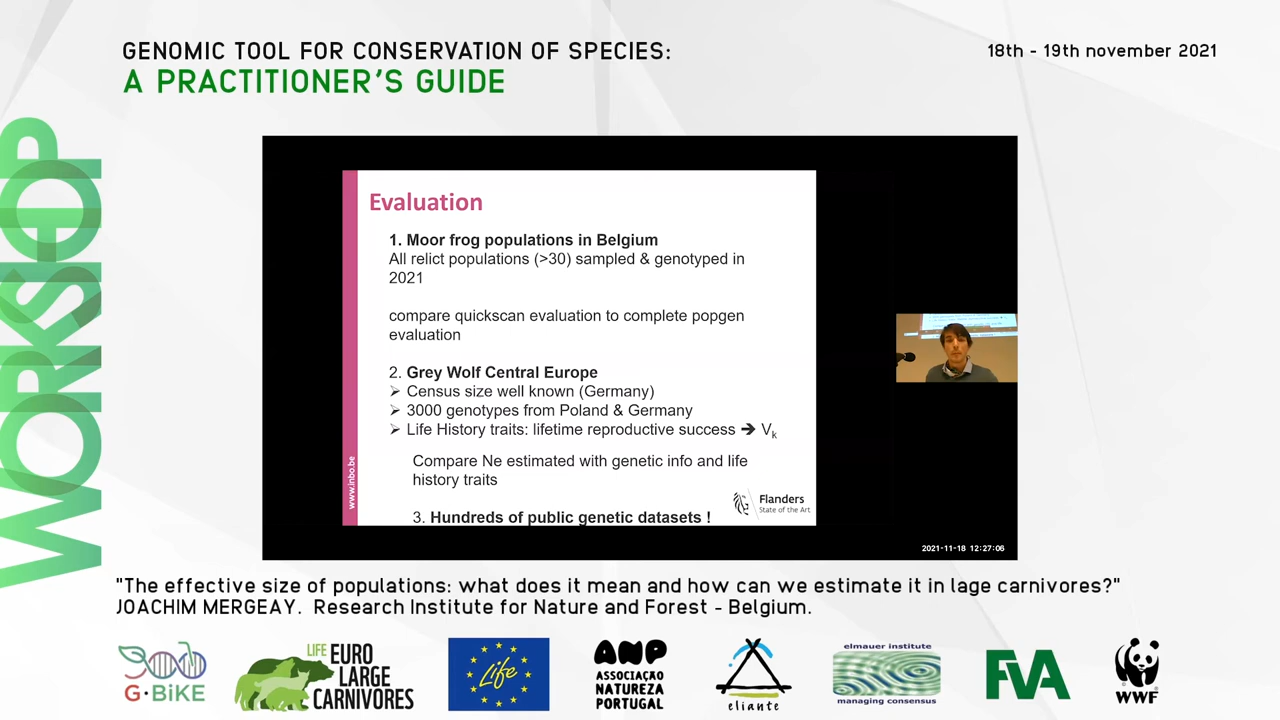 GENOMIC TOOL FOR CONSERVATION OF SPECIES:
A PRACTITIONER'S GUIDE
18th - 19th november 2021
WORKSHOP
Evaluation
1. Moor frog populations in Belgium
All relict populations (>30) sampled & genotyped in
2021
compare quickscan evaluation to complete popgen
evaluation
2. Grey Wolf Central Europe
➢ Census size well known (Germany)
➢ 3000 genotypes from Poland & Germany
➢ Life History traits: lifetime reproductive success ➔ Vk
Compare Ne estimated with genetic info and life
history traits
3. Hundreds of public genetic datasets !
www.inbo.be
Flanders
State of the Art
2021-11-18 12:27:06
"The effective size of populations: what does it mean and how can we estimate it in lage carnivores?"
JOACHIM MERGEAY. Research Institute for Nature and Forest - Belgium.
G·BiKE
LIFE EURO
LARGE
CARNIVORES
Life
ANP
ASSOCIAÇÃO
NATUREZA
PORTUGAL
eliante
elmauer institute
managing consensus
FVA
WWF